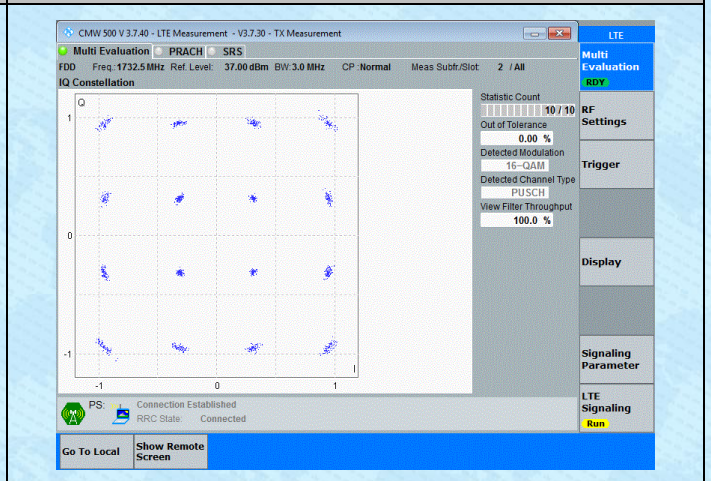 CMW 500 V 3.7.40 - LTE Measurement - V3.7.30 - TX Measurement
Multi Evaluation PRACH SRS
FDD Freq.: 1732.5 MHz Ref. Level: 37.00 dBm BW: 3.0 MHz CP : Normal Meas Subfr./Slot: 2 / All
IQ Constellation
Q
1
0
-1
-1 0 1
I
Statistic Count
10 / 10
Out of Tolerance
0.00 %
Detected Modulation
16-QAM
Detected Channel Type
PUSCH
View Filter Throughput
100.0 %
LTE
Multi
Evaluation
RDY
RF
Settings
Trigger
Display
Signaling
Parameter
LTE
Signaling
Run
PS: Connection Established
RRC State: Connected
Go To Local
Show Remote
Screen